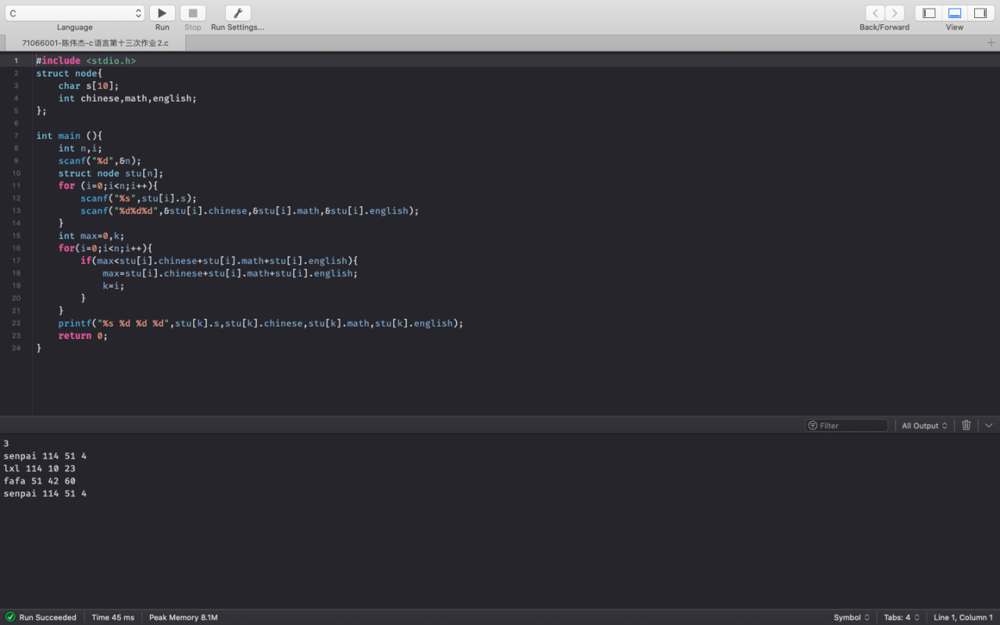 C
Language
Run
Stop
Run Settings...
Back/Forward
View
71066001-陈伟杰-c语言第十三次作业2.c
1 #include <stdio.h>
2 struct node{
3     char s[10];
4     int chinese,math,english;
5 };
6
7 int main (){
8     int n,i;
9     scanf("%d",&n);
10     struct node stu[n];
11     for (i=0;i<n;i++){
12         scanf("%s",stu[i].s);
13         scanf("%d%d%d",&stu[i].chinese,&stu[i].math,&stu[i].english);
14     }
15     int max=0,k;
16     for(i=0;i<n;i++){
17         if(max<stu[i].chinese+stu[i].math+stu[i].english){
18             max=stu[i].chinese+stu[i].math+stu[i].english;
19             k=i;
20         }
21     }
22     printf("%s %d %d %d",stu[k].s,stu[k].chinese,stu[k].math,stu[k].english);
23     return 0;
24 }
Filter
All Output
3
senpai 114 51 4
lxl 114 10 23
fafa 51 42 60
senpai 114 51 4
Run Succeeded
Time 45 ms
Peak Memory 8.1M
Symbol
Tabs: 4
Line 1, Column 1